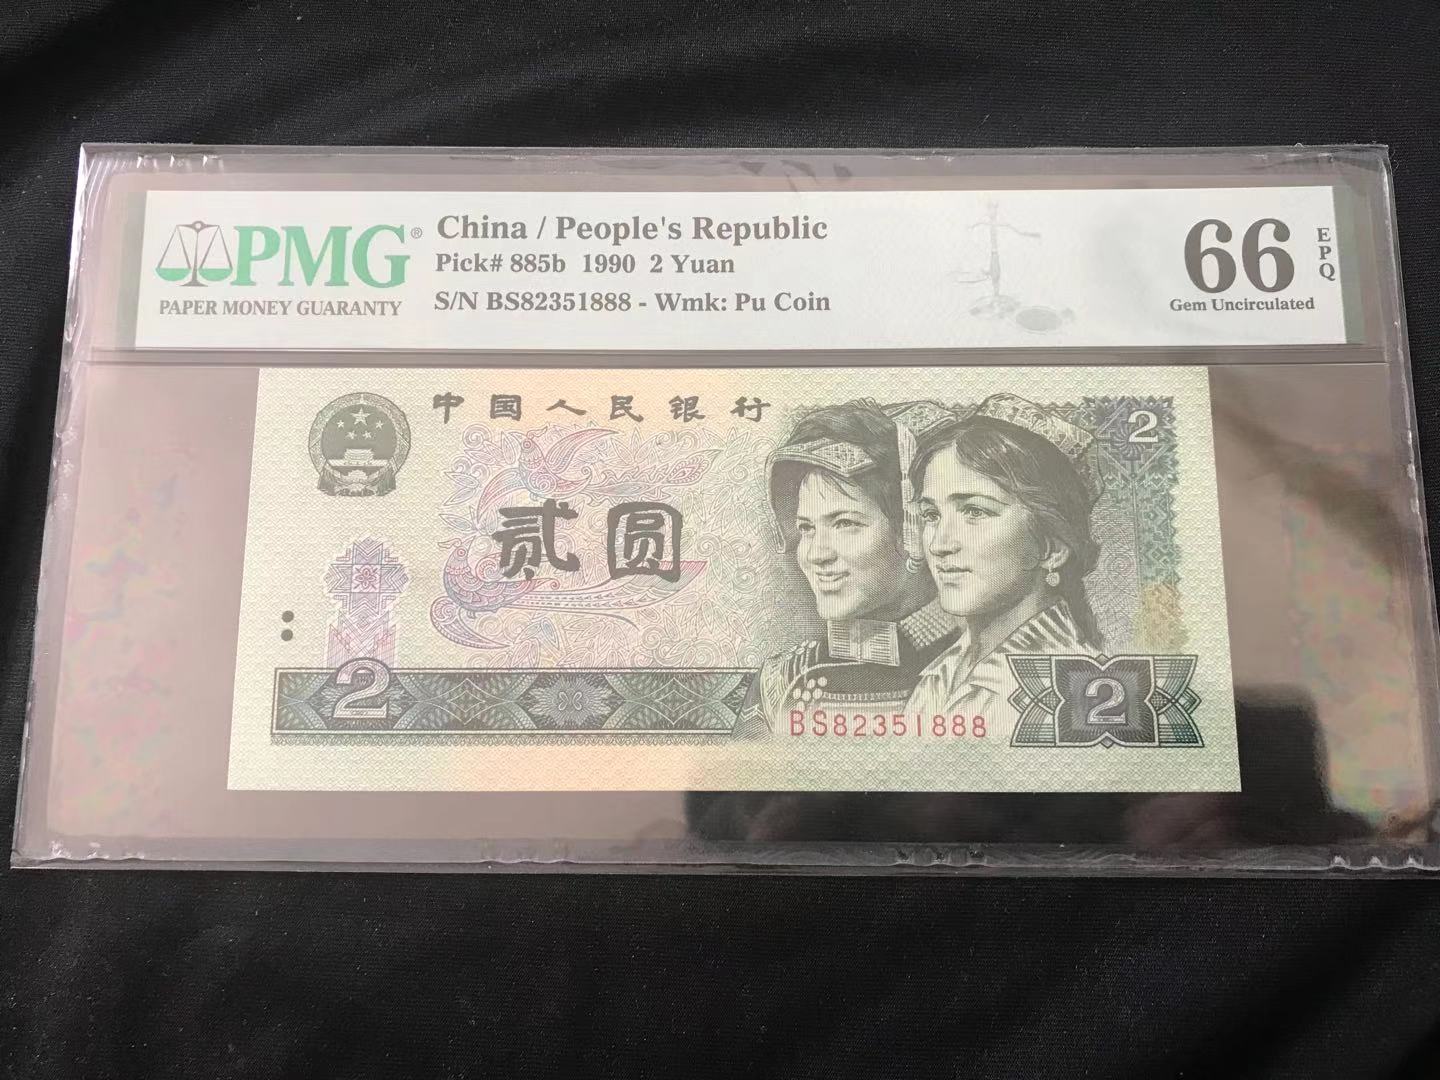 PMG®
PAPER MONEY GUARANTY
China / People's Republic
Pick# 885b 1990 2 Yuan
S/N BS82351888 - Wmk: Pu Coin
66
EPQ
Gem Uncirculated
中国人民银行
2
贰圆
2
2
BS82351888